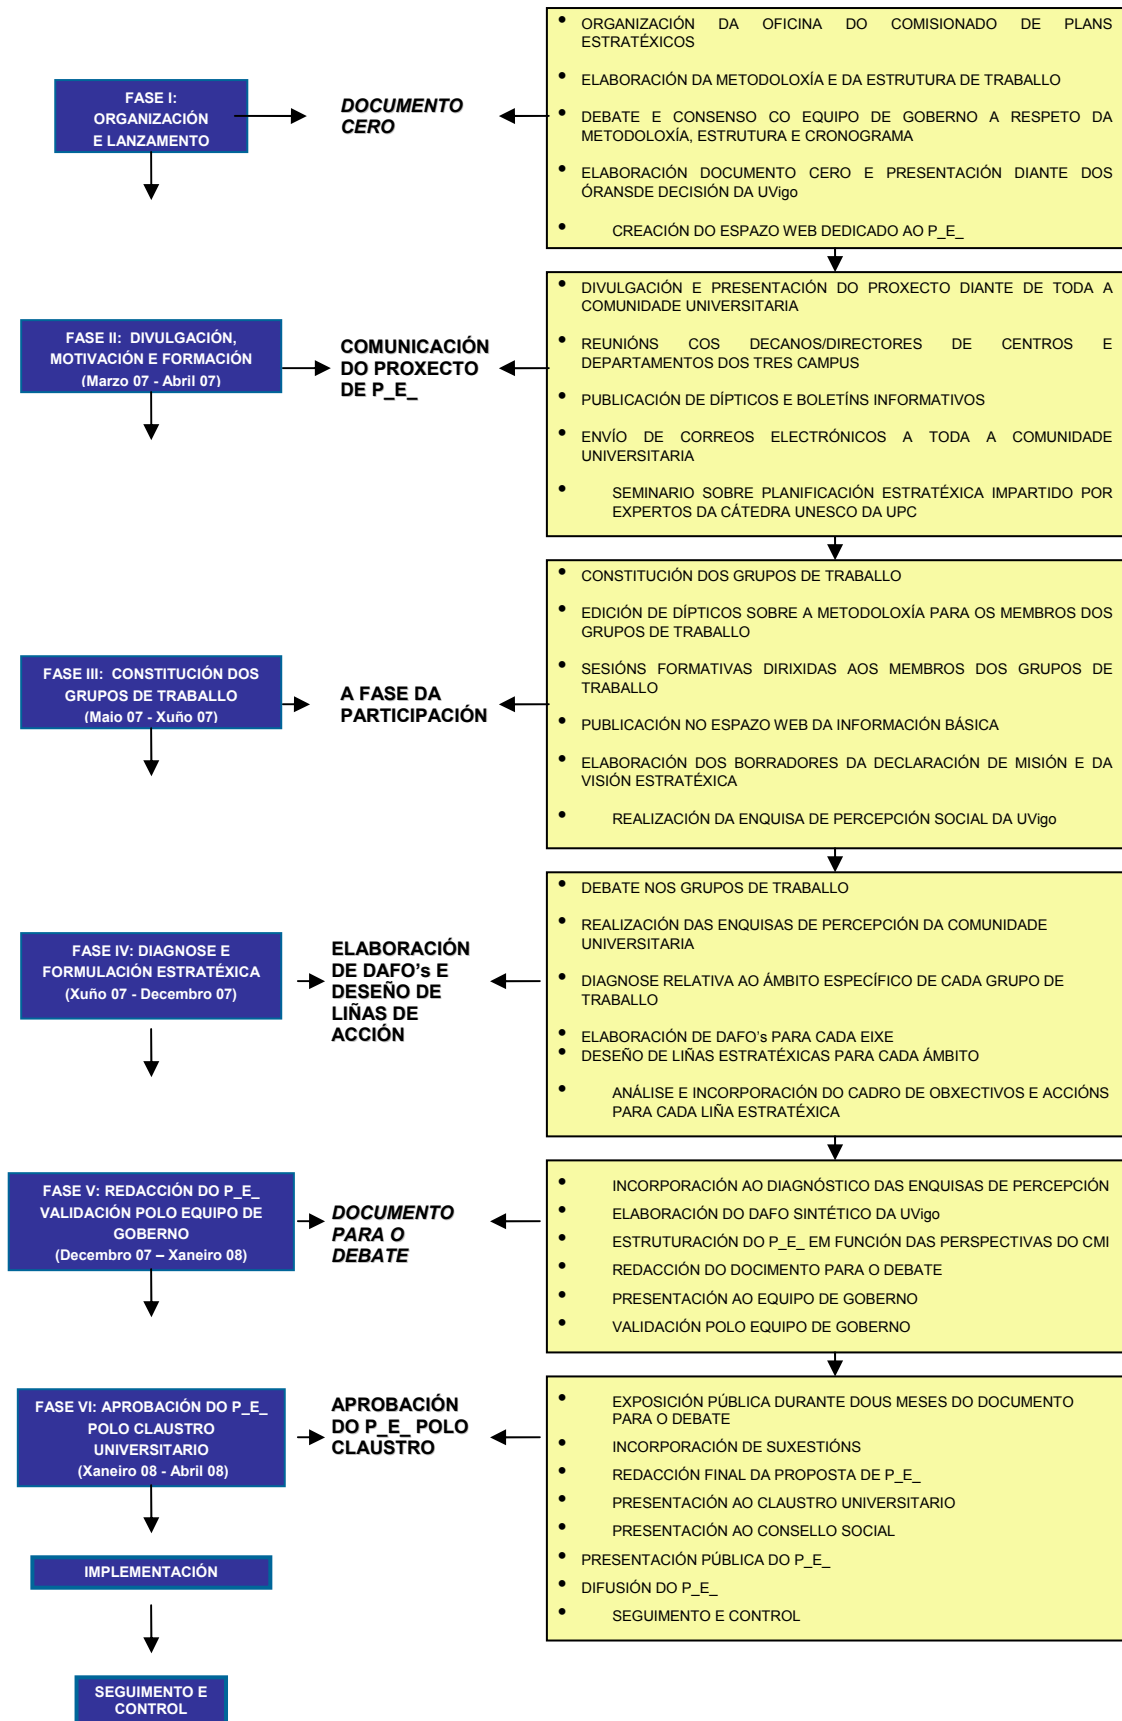 FASE I:
ORGANIZACIÓN
E LANZAMENTO
DOCUMENTO
CERO
• ORGANIZACIÓN DA OFICINA DO COMISIONADO DE PLANS
ESTRATÉXICOS
• ELABORACIÓN DA METODOLOXÍA E DA ESTRUTURA DE TRABALLO
• DEBATE E CONSENSO CO EQUIPO DE GOBERNO A RESPETO DA
METODOLOXÍA, ESTRUTURA E CRONOGRAMA
• ELABORACIÓN DOCUMENTO CERO E PRESENTACIÓN DIANTE DOS
ÓRANSDE DECISIÓN DA UVigo
• CREACIÓN DO ESPAZO WEB DEDICADO AO P_E_
FASE II: DIVULGACIÓN,
MOTIVACIÓN E FORMACIÓN
(Marzo 07 - Abril 07)
COMUNICACIÓN
DO PROXECTO
DE P_E_
• DIVULGACIÓN E PRESENTACIÓN DO PROXECTO DIANTE DE TODA A
COMUNIDADE UNIVERSITARIA
• REUNIÓNS COS DECANOS/DIRECTORES DE CENTROS E
DEPARTAMENTOS DOS TRES CAMPUS
• PUBLICACIÓN DE DÍPTICOS E BOLETÍNS INFORMATIVOS
• ENVÍO DE CORREOS ELECTRÓNICOS A TODA A COMUNIDADE
UNIVERSITARIA
• SEMINARIO SOBRE PLANIFICACIÓN ESTRATÉXICA IMPARTIDO POR
EXPERTOS DA CÁTEDRA UNESCO DA UPC
FASE III: CONSTITUCIÓN DOS
GRUPOS DE TRABALLO
(Maio 07 - Xuño 07)
A FASE DA
PARTICIPACIÓN
• CONSTITUCIÓN DOS GRUPOS DE TRABALLO
• EDICIÓN DE DÍPTICOS SOBRE A METODOLOXÍA PARA OS MEMBROS DOS
GRUPOS DE TRABALLO
• SESIÓNS FORMATIVAS DIRIXIDAS AOS MEMBROS DOS GRUPOS DE
TRABALLO
• PUBLICACIÓN NO ESPAZO WEB DA INFORMACIÓN BÁSICA
• ELABORACIÓN DOS BORRADORES DA DECLARACIÓN DE MISIÓN E DA
VISIÓN ESTRATÉXICA
• REALIZACIÓN DA ENQUISA DE PERCEPCIÓN SOCIAL DA UVigo
FASE IV: DIAGNOSE E
FORMULACIÓN ESTRATÉXICA
(Xuño 07 - Decembro 07)
ELABORACIÓN
DE DAFO's E
DESEÑO DE
LIÑAS DE
ACCIÓN
• DEBATE NOS GRUPOS DE TRABALLO
• REALIZACIÓN DAS ENQUISAS DE PERCEPCIÓN DA COMUNIDADE
UNIVERSITARIA
• DIAGNOSE RELATIVA AO ÁMBITO ESPECÍFICO DE CADA GRUPO DE
TRABALLO
• ELABORACIÓN DE DAFO's PARA CADA EIXE
• DESEÑO DE LIÑAS ESTRATÉXICAS PARA CADA ÁMBITO
• ANÁLISE E INCORPORACIÓN DO CADRO DE OBXECTIVOS E ACCIÓNS
PARA CADA LIÑA ESTRATÉXICA
FASE V: REDACCIÓN DO P_E_
VALIDACIÓN POLO EQUIPO DE
GOBERNO
(Decembro 07 – Xaneiro 08)
DOCUMENTO
PARA O
DEBATE
• INCORPORACIÓN AO DIAGNÓSTICO DAS ENQUISAS DE PERCEPCIÓN
• ELABORACIÓN DO DAFO SINTÉTICO DA UVigo
• ESTRUTURACIÓN DO P_E_ EM FUNCIÓN DAS PERSPECTIVAS DO CMI
• REDACCIÓN DO DOCIMENTO PARA O DEBATE
• PRESENTACIÓN AO EQUIPO DE GOBERNO
• VALIDACIÓN POLO EQUIPO DE GOBERNO
FASE VI: APROBACIÓN DO P_E_
POLO CLAUSTRO
UNIVERSITARIO
(Xaneiro 08 - Abril 08)
APROBACIÓN
DO P_E_ POLO
CLAUSTRO
• EXPOSICIÓN PÚBLICA DURANTE DOUS MESES DO DOCUMENTO
PARA O DEBATE
• INCORPORACIÓN DE SUXESTIÓNS
• REDACCIÓN FINAL DA PROPOSTA DE P_E_
• PRESENTACIÓN AO CLAUSTRO UNIVERSITARIO
• PRESENTACIÓN AO CONSELLO SOCIAL
• PRESENTACIÓN PÚBLICA DO P_E_
• DIFUSIÓN DO P_E_
• SEGUIMENTO E CONTROL
IMPLEMENTACIÓN
SEGUIMENTO E
CONTROL